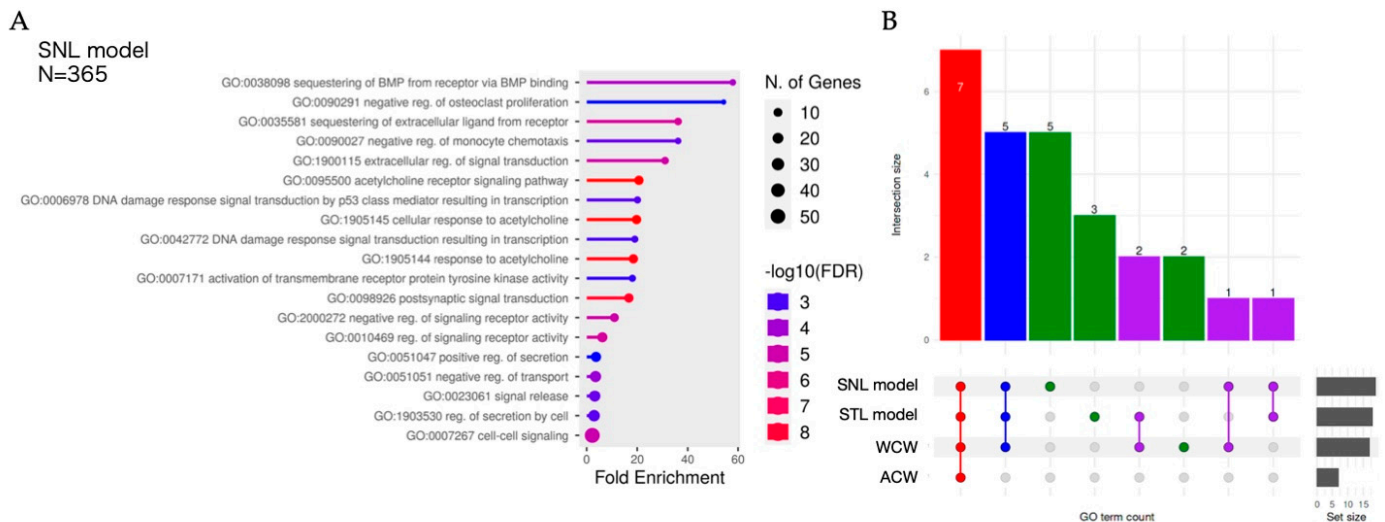 A
SNL model
N=365
GO:0038098 sequestering of BMP from receptor via BMP binding
GO:0090291 negative reg. of osteoclast proliferation
GO:0035581 sequestering of extracellular ligand from receptor
GO:0090027 negative reg. of monocyte chemotaxis
GO:1900115 extracellular reg. of signal transduction
GO:0095500 acetylcholine receptor signaling pathway
GO:0006978 DNA damage response signal transduction by p53 class mediator resulting in transcription
GO:1905145 cellular response to acetylcholine
GO:0042772 DNA damage response signal transduction resulting in transcription
GO:1905144 response to acetylcholine
GO:0007171 activation of transmembrane receptor protein tyrosine kinase activity
GO:0098926 postsynaptic signal transduction
GO:2000272 negative reg. of signaling receptor activity
GO:0010469 reg. of signaling receptor activity
GO:0051047 positive reg. of secretion
GO:0051051 negative reg. of transport
GO:0023061 signal release
GO:1903530 reg. of secretion by cell
GO:0007267 cell-cell signaling
0 20 40 60
Fold Enrichment
N. of Genes
10
20
30
40
50
-log10(FDR)
3
4
5
6
7
8
B
Intersection size
6
4
2
0
7 5 5 3 2 2 1 1
SNL model
STL model
WCW
ACW
GO term count
0 5 10 15
Set size